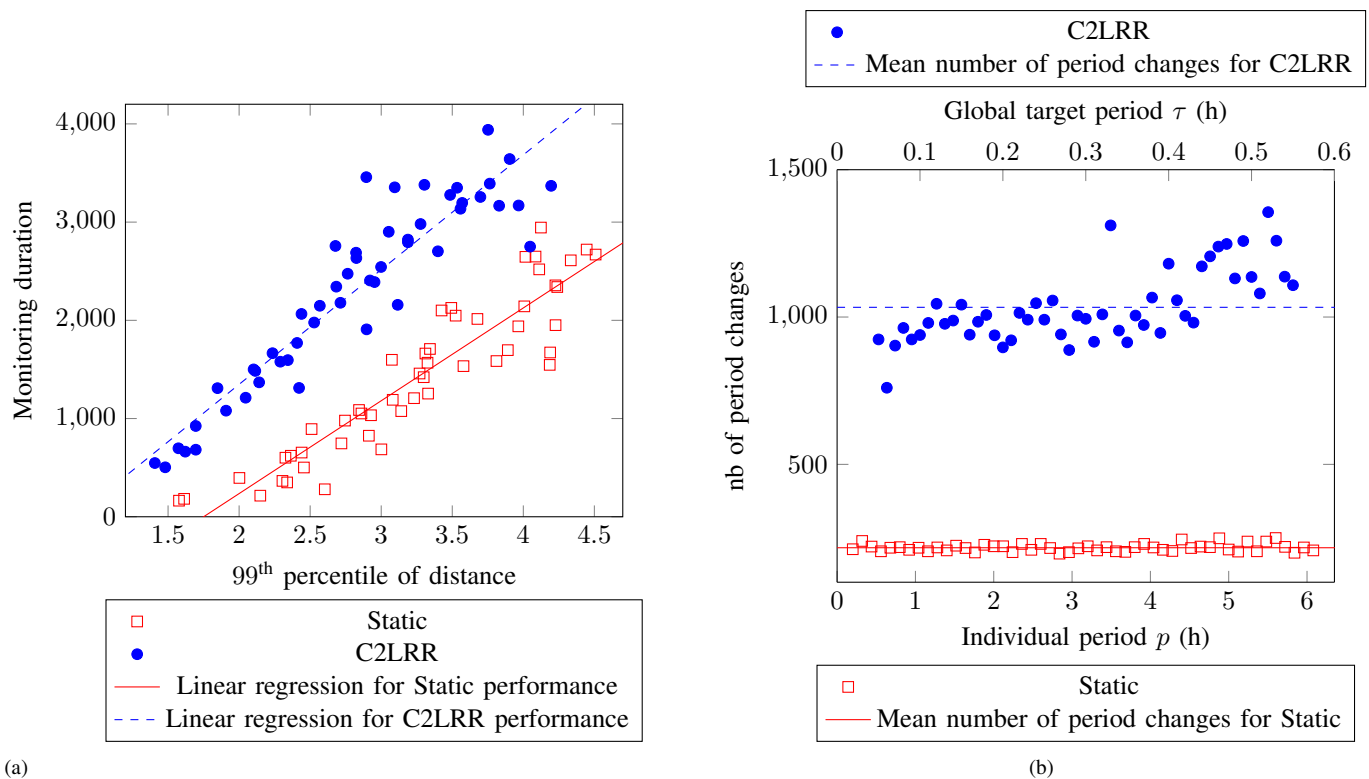 4,000
3,000
2,000
1,000
0
Monitoring duration
1.5 2 2.5 3 3.5 4 4.5
99th percentile of distance
Static
C2LRR
Linear regression for Static performance
Linear regression for C2LRR performance
(a)
C2LRR
Mean number of period changes for C2LRR
Global target period τ (h)
0 0.1 0.2 0.3 0.4 0.5 0.6
1,500
1,000
500
nb of period changes
0 1 2 3 4 5 6
Individual period p (h)
Static
Mean number of period changes for Static
(b)